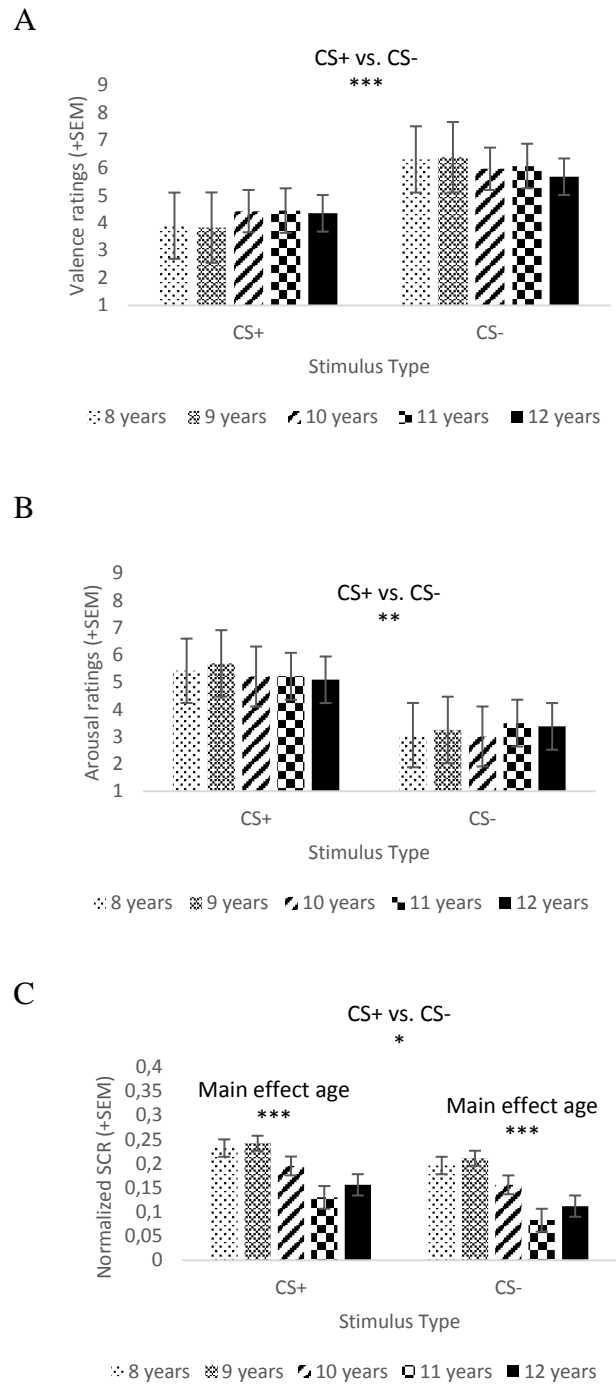 A
CS+ vs. CS-
***
Valence ratings (+SEM)
9
8
7
6
5
4
3
2
1
CS+
CS-
Stimulus Type
8 years 9 years 10 years 11 years 12 years
B
CS+ vs. CS-
**
Arousal ratings (+SEM)
9
8
7
6
5
4
3
2
1
CS+
CS-
Stimulus Type
8 years 9 years 10 years 11 years 12 years
C
CS+ vs. CS-
*
Normalized SCR (+SEM)
0,4
0,35
0,3
0,25
0,2
0,15
0,1
0,05
0
Main effect age
***
Main effect age
***
CS+
CS-
Stimulus Type
8 years 9 years 10 years 11 years 12 years